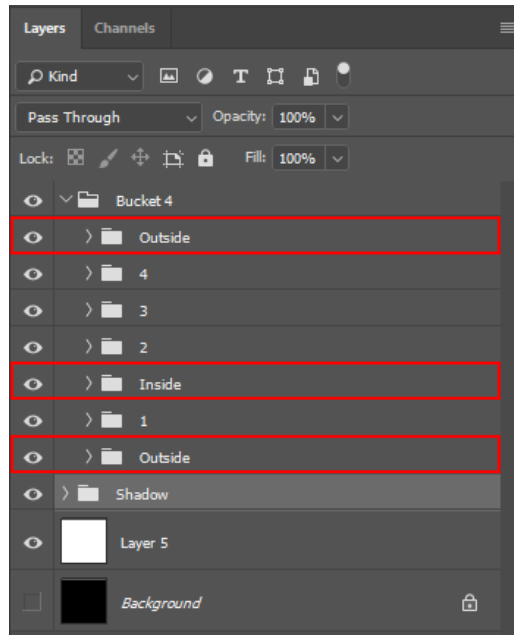 Layers Channels
Kind T
Pass Through Opacity: 100%
Lock: Fill: 100%
Bucket 4
Outside
4
3
2
Inside
1
Outside
Shadow
Layer 5
Background